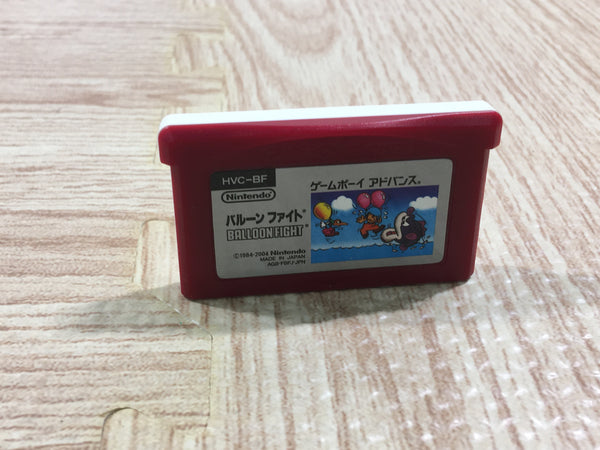 HVC-BF
Nintendo
ゲームボーイ アドバンス®
バルーン ファイト®
BALLOON FIGHT®
©1984-2004 Nintendo
MADE IN JAPAN
AGB-FBFJ-JPN